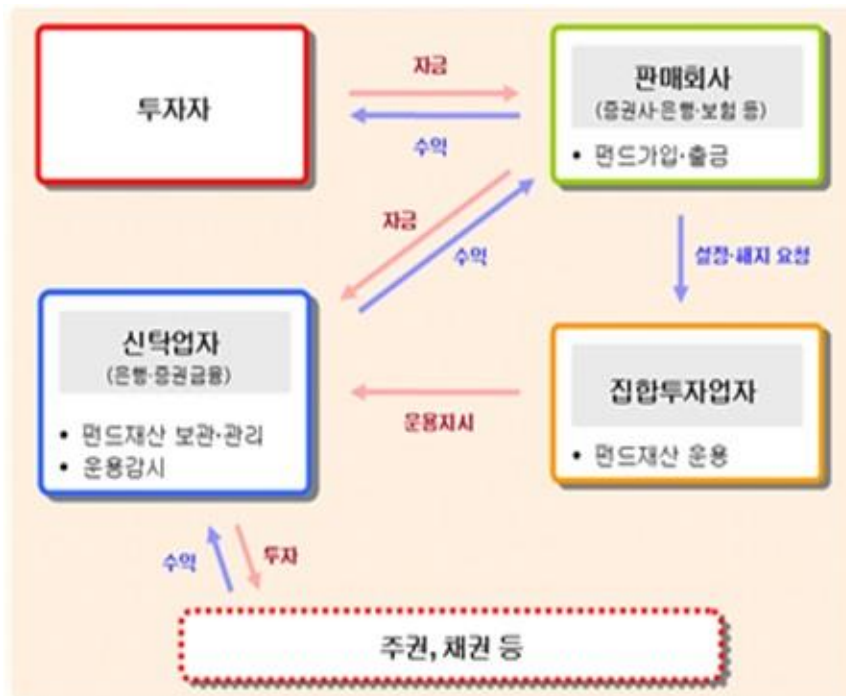 투자자
자금
수익
판매회사
(증권사·은행·보험 등)
• 펀드가입·출금
자금
수익
설정·해지 요청
신탁업자
(은행·증권금융)
• 펀드재산 보관·관리
• 운용감시
운용지시
집합투자업자
• 펀드재산 운용
수익
투자
주권, 채권 등